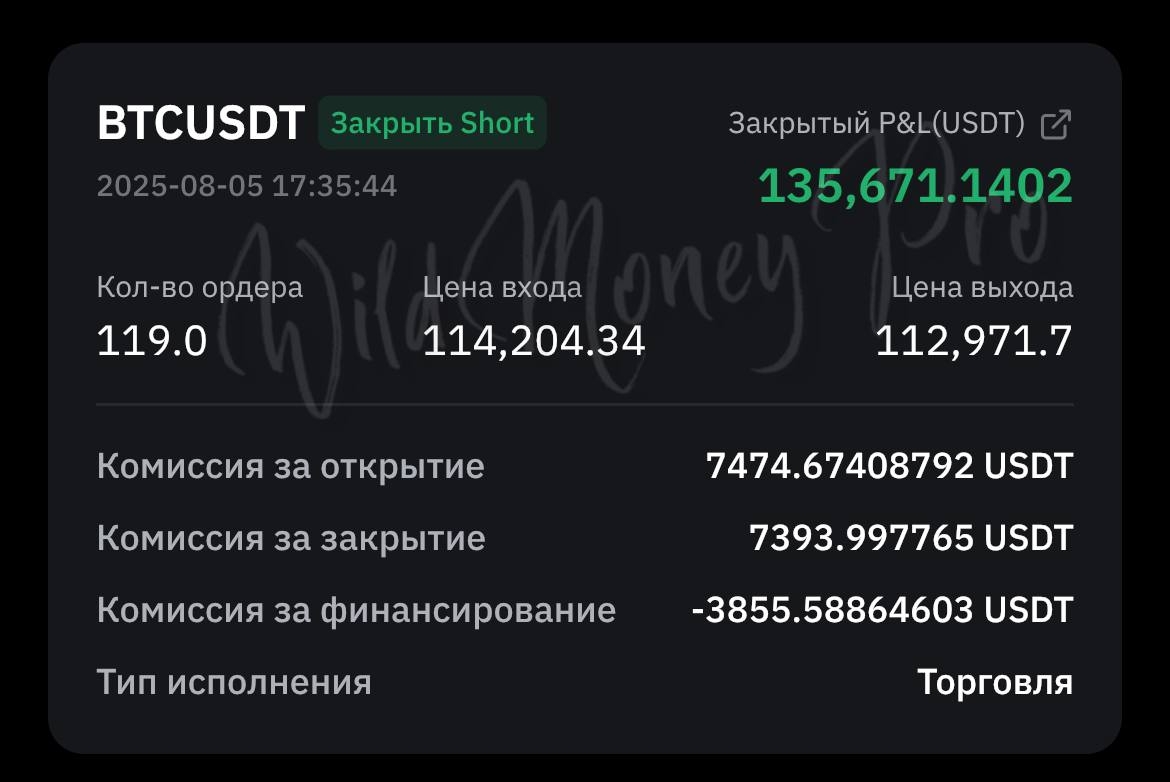 BTCUSDT Закрыть Short
Закрытый P&L(USDT)
2025-08-05 17:35:44
135,671.1402
Кол-во ордера Цена входа Цена выхода
119.0 114,204.34 112,971.7
Wild Money Pro
Комиссия за открытие 7474.67408792 USDT
Комиссия за закрытие 7393.997765 USDT
Комиссия за финансирование -3855.58864603 USDT
Тип исполнения Торговля